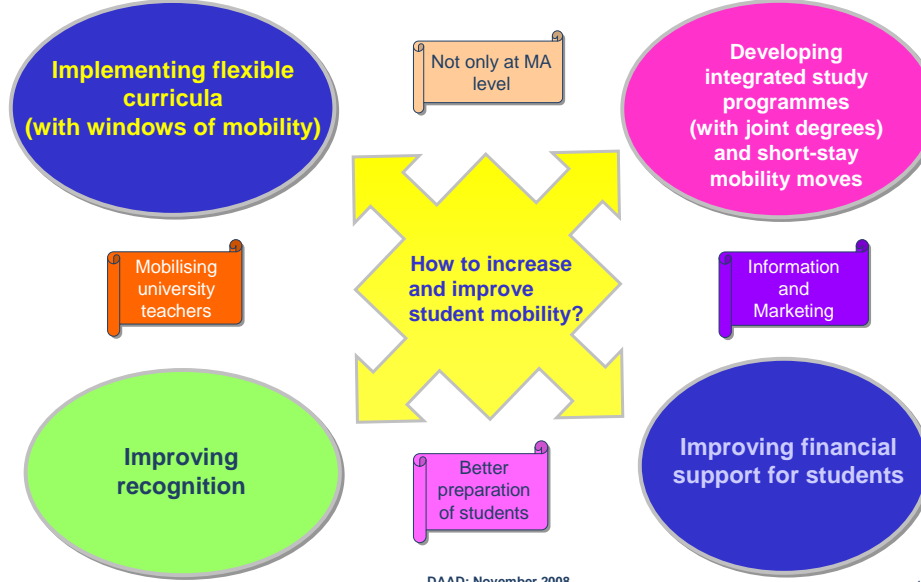 Implementing flexible
curricula
(with windows of mobility)
Not only at MA
level
Developing
integrated study
programmes
(with joint degrees)
and short-stay
mobility moves
Mobilising
university
teachers
How to increase
and improve
student mobility?
Information
and
Marketing
Improving
recognition
Better
preparation
of students
Improving financial
support for students
DAAD: November 2008